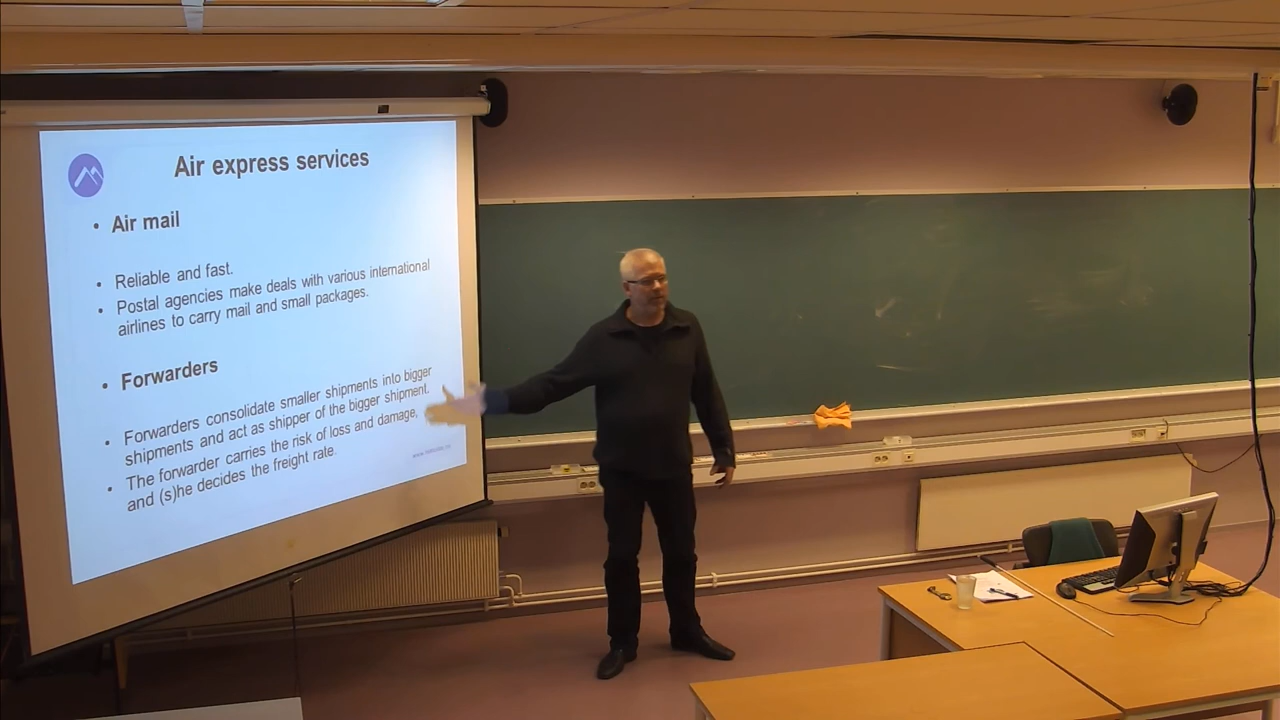 Air express services
• Air mail
• Reliable and fast.
• Postal agencies make deals with various international
airlines to carry mail and small packages.
• Forwarders
• Forwarders consolidate smaller shipments into bigger
shipments and act as shipper of the bigger shipment.
• The forwarder carries the risk of loss and damage,
and (s)he decides the freight rate.